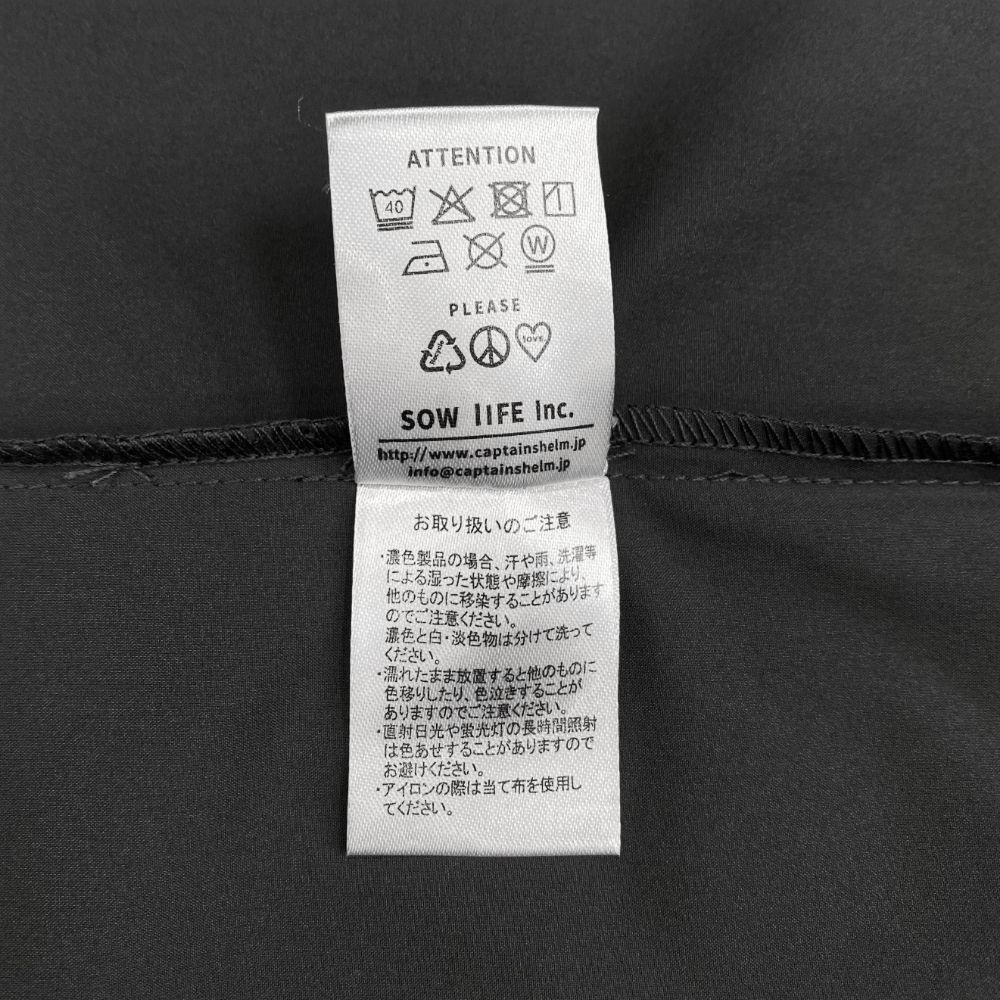 ATTENTION
40
W
PLEASE
Recycle
love.
SOW lIFE Inc.
http://www.captainshelm.jp
info@captainshelm.jp
お取り扱いのご注意
・濃色製品の場合、汗や雨、洗濯等
による湿った状態や摩擦により、
他のものに移染することがあります
のでご注意ください。
濃色と白・淡色物は分けて洗って
ください。
・濡れたまま放置すると他のものに
色移りしたり、色泣きすることが
ありますのでご注意ください。
・直射日光や蛍光灯の長時間照射
は色あせすることがありますので
お避けください。
・アイロンの際は当て布を使用し
てください。